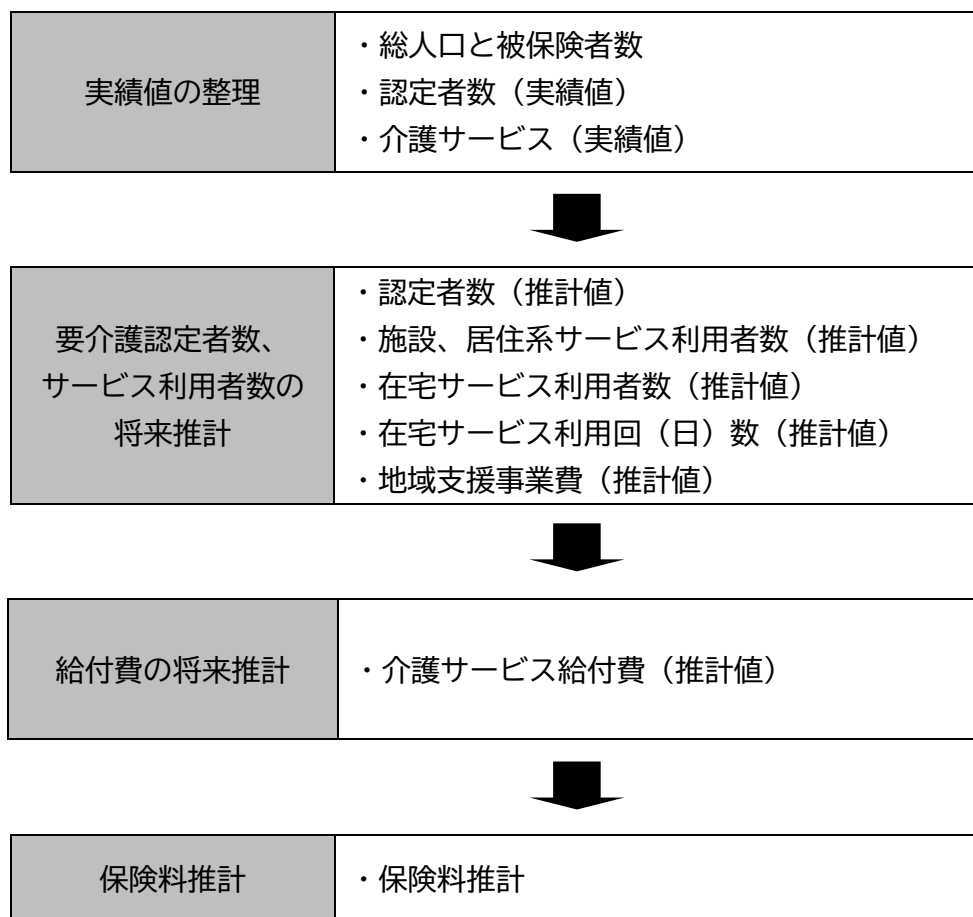 実績値の整理
・総人口と被保険者数
・認定者数（実績値）
・介護サービス（実績値）
要介護認定者数、
サービス利用者数の
将来推計
・認定者数（推計値）
・施設、居住系サービス利用者数（推計値）
・在宅サービス利用者数（推計値）
・在宅サービス利用回（日）数（推計値）
・地域支援事業費（推計値）
給付費の将来推計
・介護サービス給付費（推計値）
保険料推計
・保険料推計